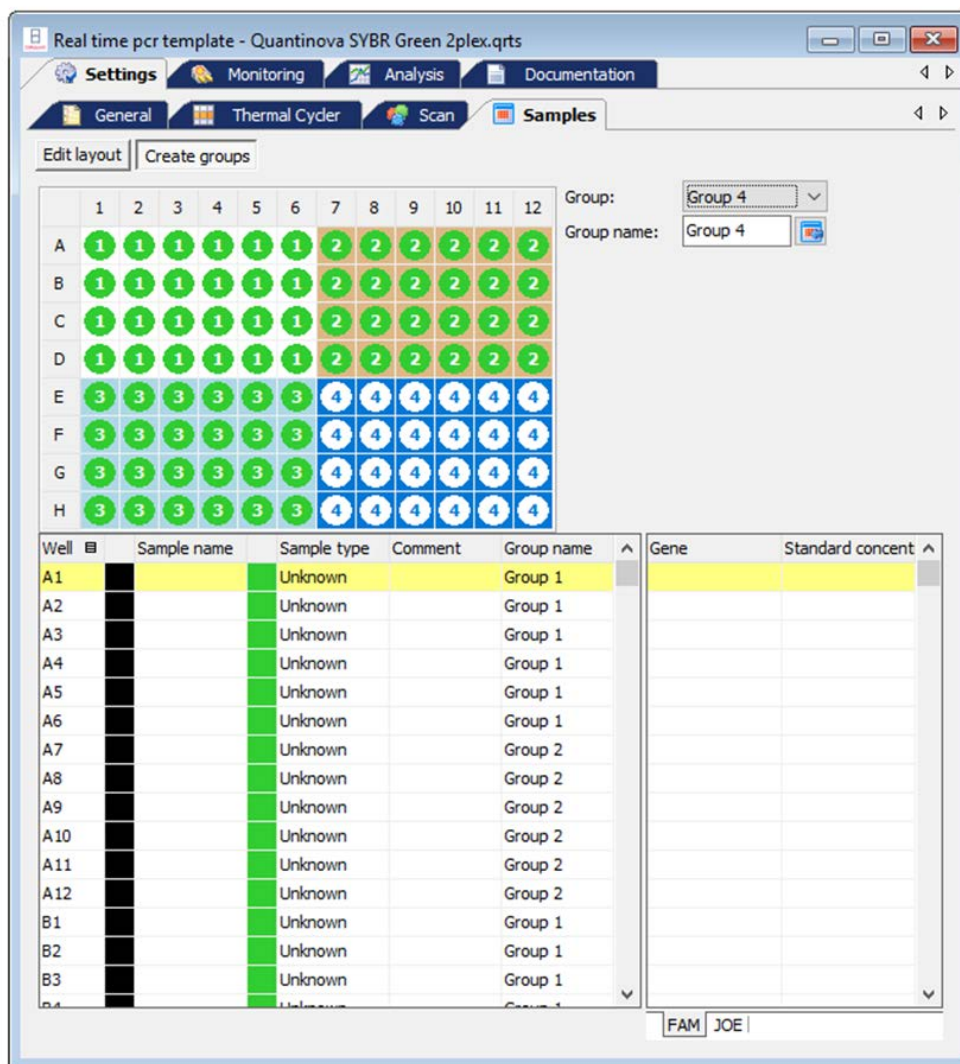 Real time pcr template - Quantinova SYBR Green 2plex.qrts
Settings Monitoring Analysis Documentation
General Thermal Cycler Scan Samples
Edit layout Create groups
Group: Group 4
Group name: Group 4
1 2 3 4 5 6 7 8 9 10 11 12
A 1 1 1 1 1 1 2 2 2 2 2 2
B 1 1 1 1 1 1 2 2 2 2 2 2
C 1 1 1 1 1 1 2 2 2 2 2 2
D 1 1 1 1 1 1 2 2 2 2 2 2
E 3 3 3 3 3 3 4 4 4 4 4 4
F 3 3 3 3 3 3 4 4 4 4 4 4
G 3 3 3 3 3 3 4 4 4 4 4 4
H 3 3 3 3 3 3 4 4 4 4 4 4
Well Sample name Sample type Comment Group name Gene Standard concent
A1 Unknown Group 1
A2 Unknown Group 1
A3 Unknown Group 1
A4 Unknown Group 1
A5 Unknown Group 1
A6 Unknown Group 1
A7 Unknown Group 2
A8 Unknown Group 2
A9 Unknown Group 2
A10 Unknown Group 2
A11 Unknown Group 2
A12 Unknown Group 2
B1 Unknown Group 1
B2 Unknown Group 1
B3 Unknown Group 1
FAM JOE